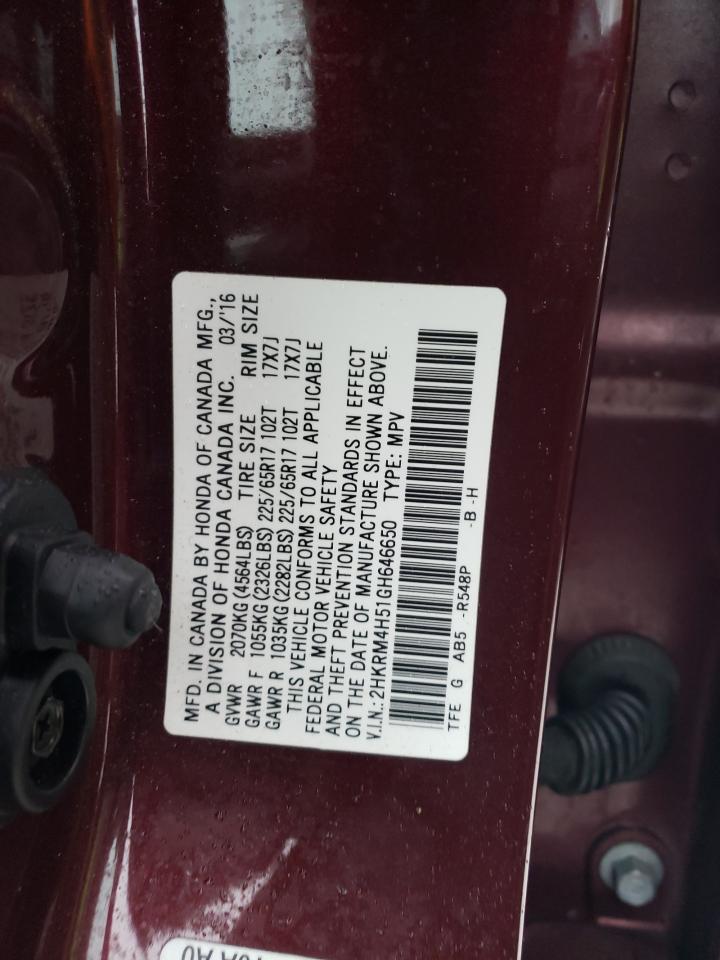 MFD. IN CANADA BY HONDA OF CANADA MFG.,
A DIVISION OF HONDA CANADA INC. 03/'16
GVWR 2070KG(4564LBS) TIRE SIZE RIM SIZE
GAWR F 1055KG(2326LBS) 225/65R17 102T 17X7J
GAWR R 1035KG(2282LBS) 225/65R17 102T 17X7J
THIS VEHICLE CONFORMS TO ALL APPLICABLE
FEDERAL MOTOR VEHICLE SAFETY
AND THEFT PREVENTION STANDARDS IN EFFECT
ON THE DATE OF MANUFACTURE SHOWN ABOVE.
V.I.N.: 2HKRM4H51GH646650 TYPE: MPV
TFE G AB5 -R548P -B -H